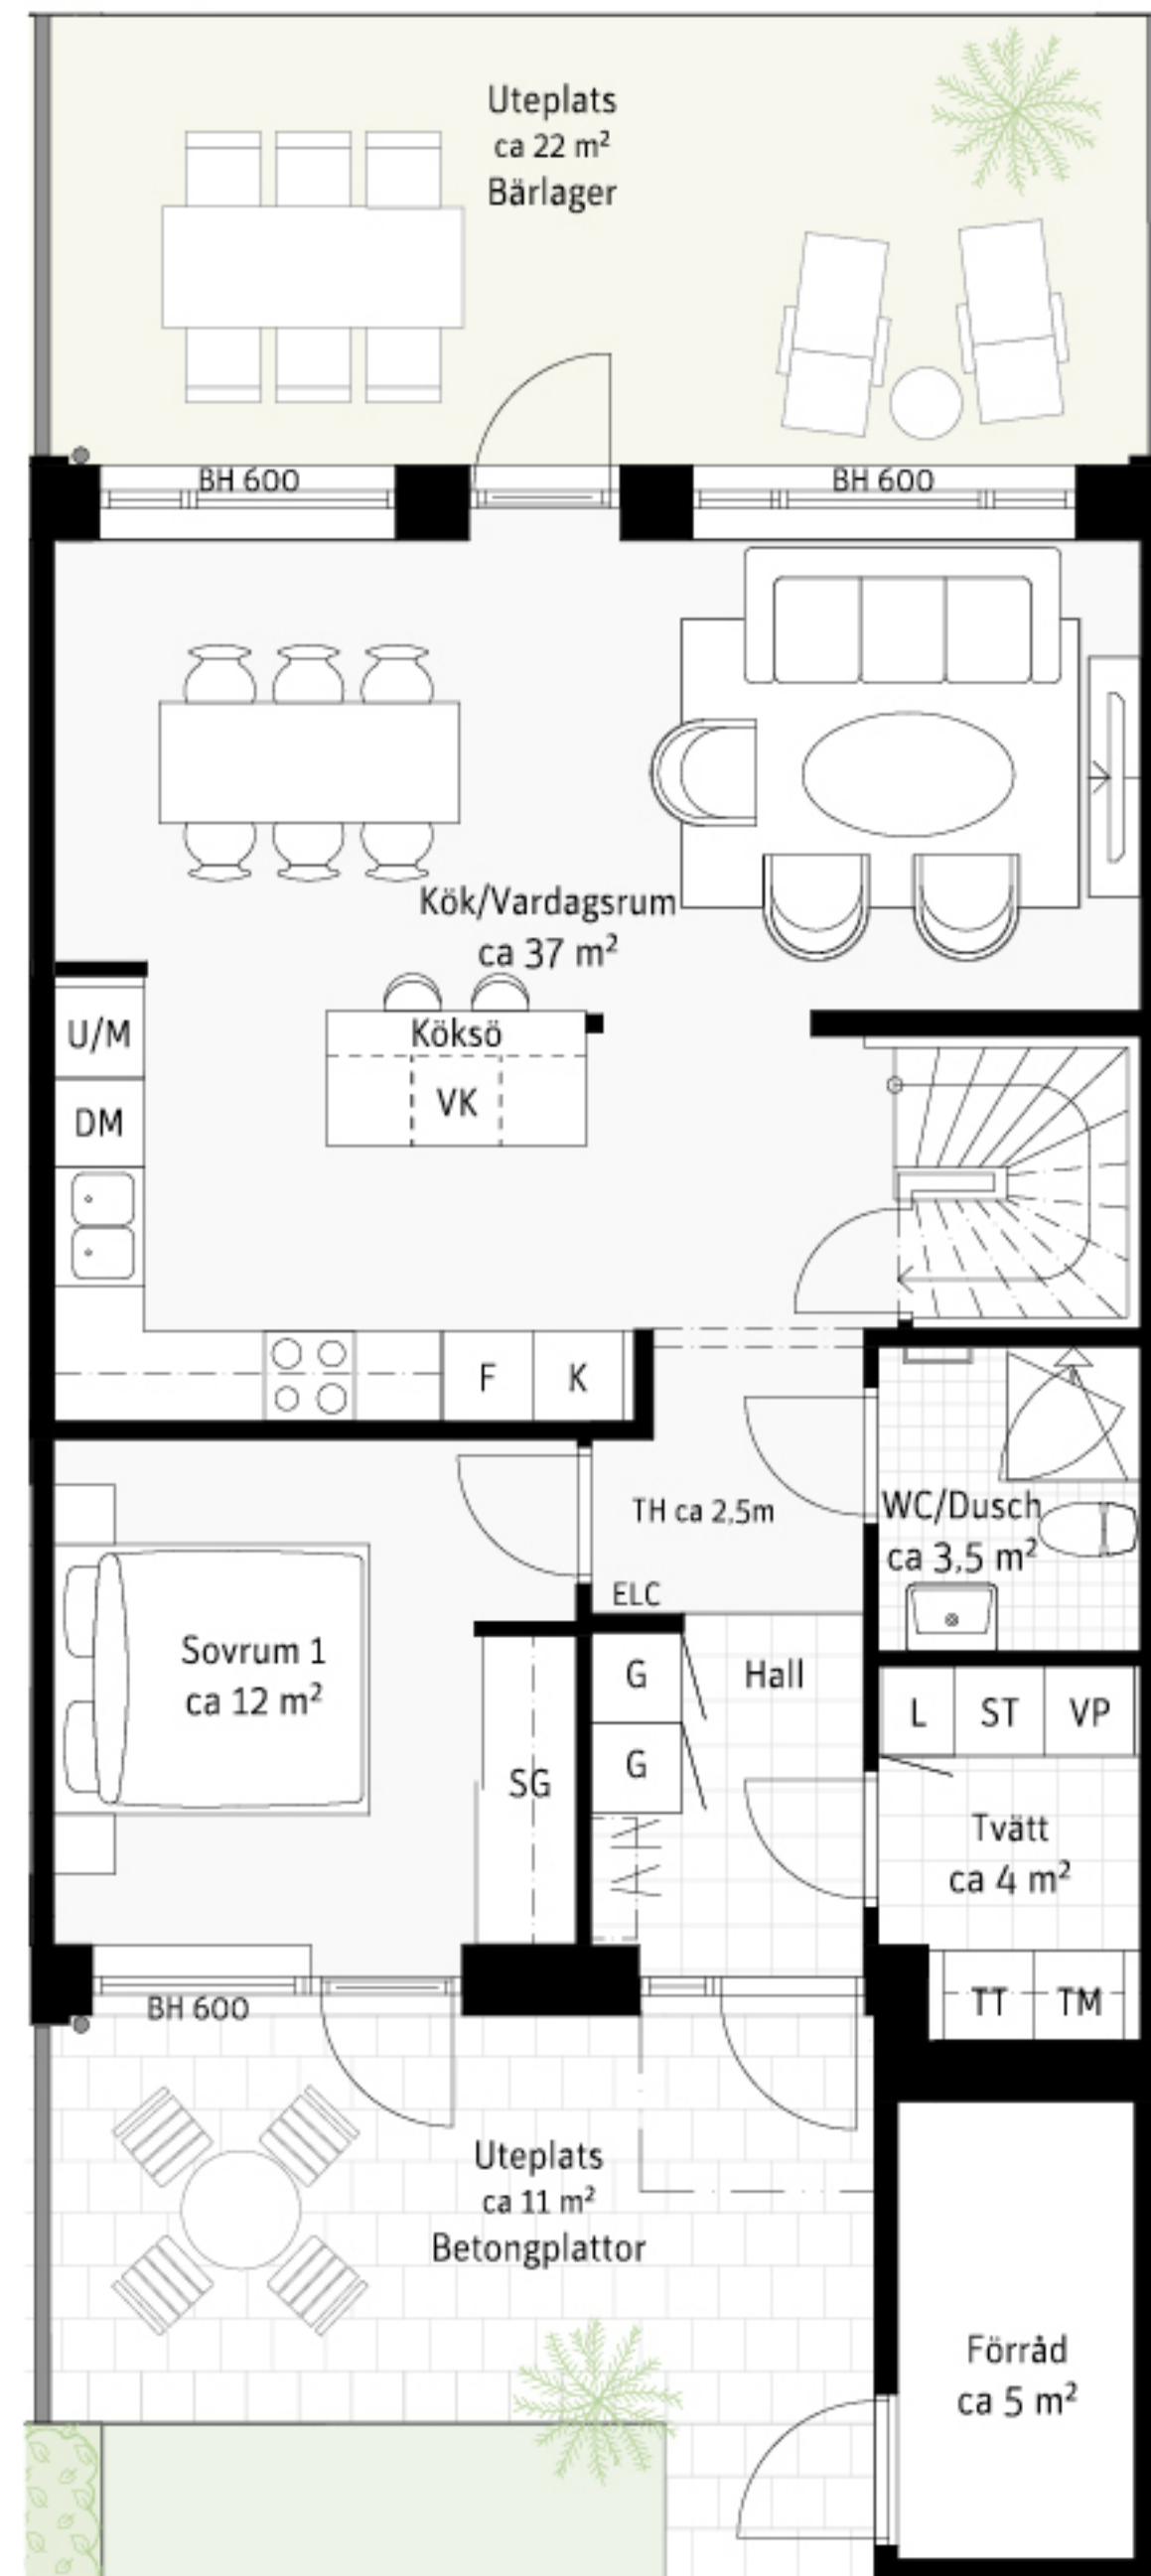 Uteplats
ca 22 m²
Bärlager
BH 600
BH 600
Kök/Vardagsrum
ca 37 m²
U/M
Köksö
VK
DM
F
K
TH ca 2,5m
WC/Dusch
ca 3,5 m²
ELC
Sovrum 1
ca 12 m²
G
Hall
L
ST
VP
G
SG
Tvätt
ca 4 m²
BH 600
TT
TM
Uteplats
ca 11 m²
Betongplattor
Förråd
ca 5 m²